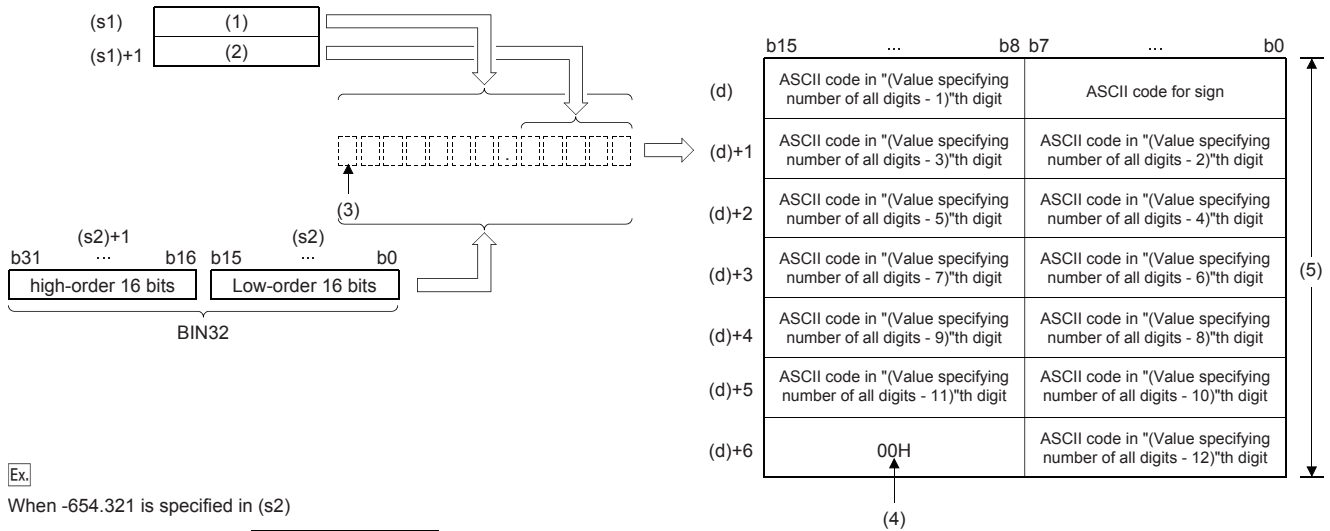 (s1) (1)
(s1)+1 (2)
(3)
(s2)+1 (s2)
b31 ... b16 b15 ... b0
high-order 16 bits Low-order 16 bits
BIN32
b15 ... b8 b7 ... b0
(d) ASCII code in "(Value specifying number of all digits - 1)"th digit ASCII code for sign
(d)+1 ASCII code in "(Value specifying number of all digits - 3)"th digit ASCII code in "(Value specifying number of all digits - 2)"th digit
(d)+2 ASCII code in "(Value specifying number of all digits - 5)"th digit ASCII code in "(Value specifying number of all digits - 4)"th digit
(d)+3 ASCII code in "(Value specifying number of all digits - 7)"th digit ASCII code in "(Value specifying number of all digits - 6)"th digit
(d)+4 ASCII code in "(Value specifying number of all digits - 9)"th digit ASCII code in "(Value specifying number of all digits - 8)"th digit
(d)+5 ASCII code in "(Value specifying number of all digits - 11)"th digit ASCII code in "(Value specifying number of all digits - 10)"th digit
(d)+6 00H ASCII code in "(Value specifying number of all digits - 12)"th digit
(5)
(4)
Ex.
When -654.321 is specified in (s2)